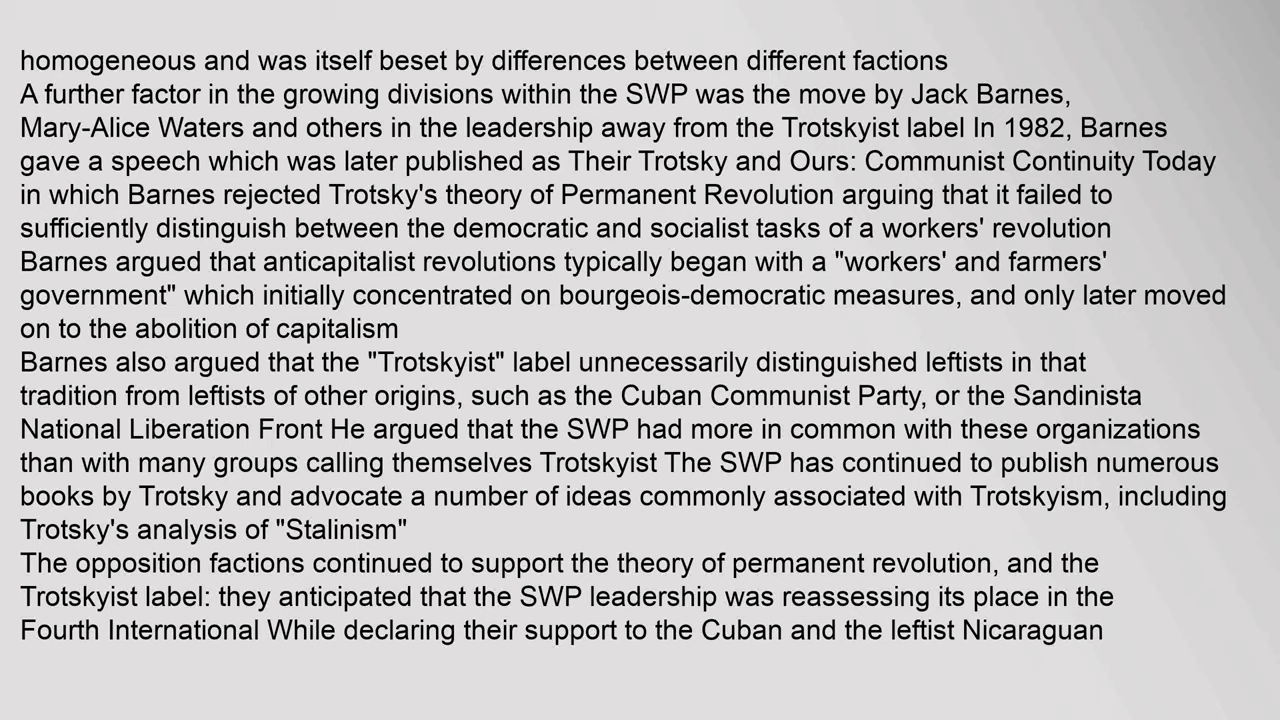 homogeneous and was itself beset by differences between different factions
A further factor in the growing divisions within the SWP was the move by Jack Barnes,
Mary-Alice Waters and others in the leadership away from the Trotskyist label In 1982, Barnes
gave a speech which was later published as Their Trotsky and Ours: Communist Continuity Today
in which Barnes rejected Trotsky's theory of Permanent Revolution arguing that it failed to
sufficiently distinguish between the democratic and socialist tasks of a workers' revolution
Barnes argued that anticapitalist revolutions typically began with a "workers' and farmers'
government" which initially concentrated on bourgeois-democratic measures, and only later moved
on to the abolition of capitalism
Barnes also argued that the "Trotskyist" label unnecessarily distinguished leftists in that
tradition from leftists of other origins, such as the Cuban Communist Party, or the Sandinista
National Liberation Front He argued that the SWP had more in common with these organizations
than with many groups calling themselves Trotskyist The SWP has continued to publish numerous
books by Trotsky and advocate a number of ideas commonly associated with Trotskyism, including
Trotsky's analysis of "Stalinism"
The opposition factions continued to support the theory of permanent revolution, and the
Trotskyist label: they anticipated that the SWP leadership was reassessing its place in the
Fourth International While declaring their support to the Cuban and the leftist Nicaraguan